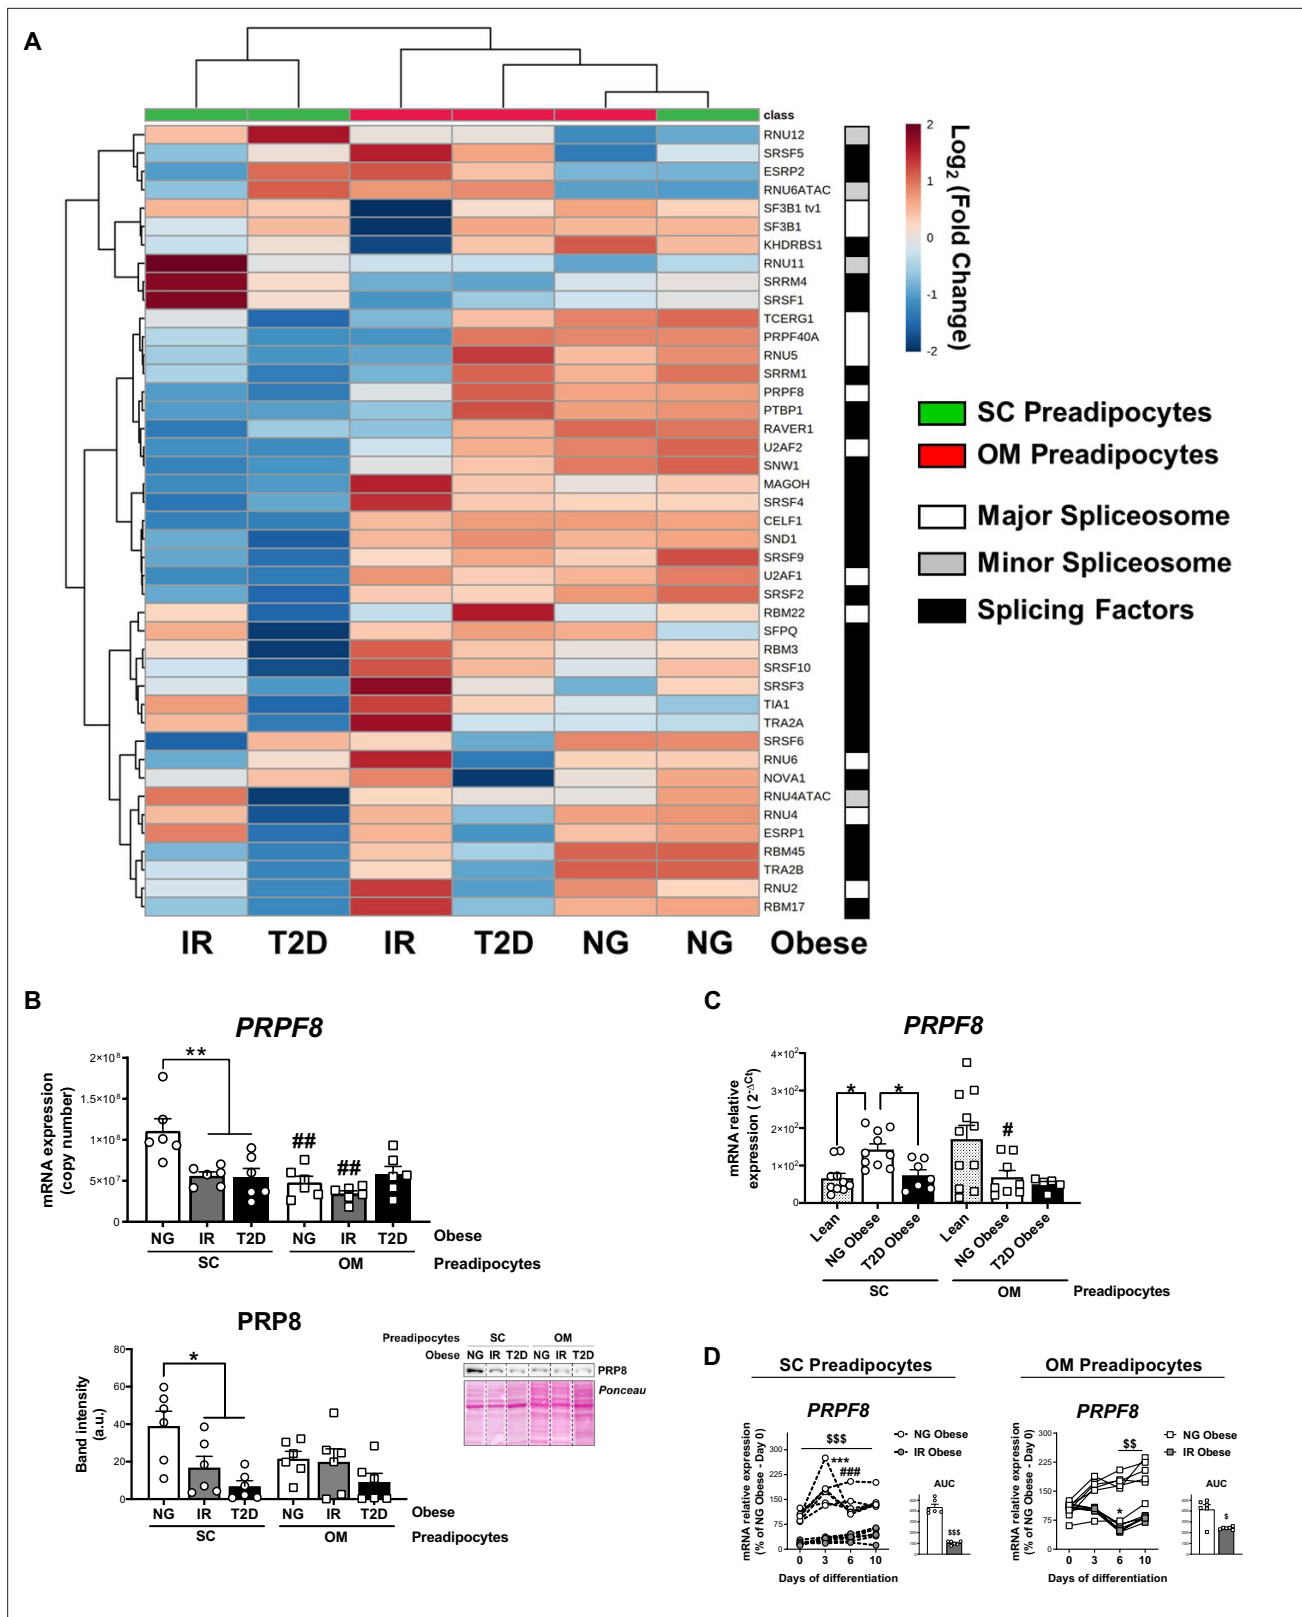 A
class
RNU12
SRSF5
ESRP2
RNU6ATAC
SF3B1 tv1
SF3B1
KHDRBS1
RNU11
SRRM4
SRSF1
TCERG1
PRPF40A
RNU5
SRRM1
PRPF8
PTBP1
RAVER1
U2AF2
SNW1
MAGOH
SRSF4
CELF1
SND1
SRSF9
U2AF1
SRSF2
RBM22
SFPQ
RBM3
SRSF10
SRSF3
TIA1
TRA2A
SRSF6
RNU6
NOVA1
RNU4ATAC
RNU4
ESRP1
RBM45
TRA2B
RNU2
RBM17
2
1
0
-1
-2
Log2 (Fold Change)
SC Preadipocytes
OM Preadipocytes
Major Spliceosome
Minor Spliceosome
Splicing Factors
IR T2D IR T2D NG NG Obese
B
PRPF8
mRNA expression
(copy number)
2×10⁸
1.5×10⁸
1×10⁸
5×10⁷
0
**
##
##
NG IR T2D NG IR T2D Obese
SC OM Preadipocytes
PRP8
Band intensity
(a.u.)
80
60
40
20
0
*
NG IR T2D NG IR T2D Obese
SC OM Preadipocytes
Preadipocytes SC OM
Obese NG IR T2D NG IR T2D
PRP8
Ponceau
C
PRPF8
mRNA relative
expression ( 2^-ΔCt)
4×10²
3×10²
2×10²
1×10²
0
* *
#
Lean NG Obese T2D Obese Lean NG Obese T2D Obese
SC OM Preadipocytes
D
SC Preadipocytes
PRPF8
mRNA relative expression
(% of NG Obese - Day 0)
300
225
150
75
0
$$$
***
###
NG Obese
IR Obese
0 3 6 10
Days of differentiation
AUC
$$$
OM Preadipocytes
PRPF8
mRNA relative expression
(% of NG Obese - Day 0)
300
225
150
75
0
$$
*
NG Obese
IR Obese
0 3 6 10
Days of differentiation
AUC
$